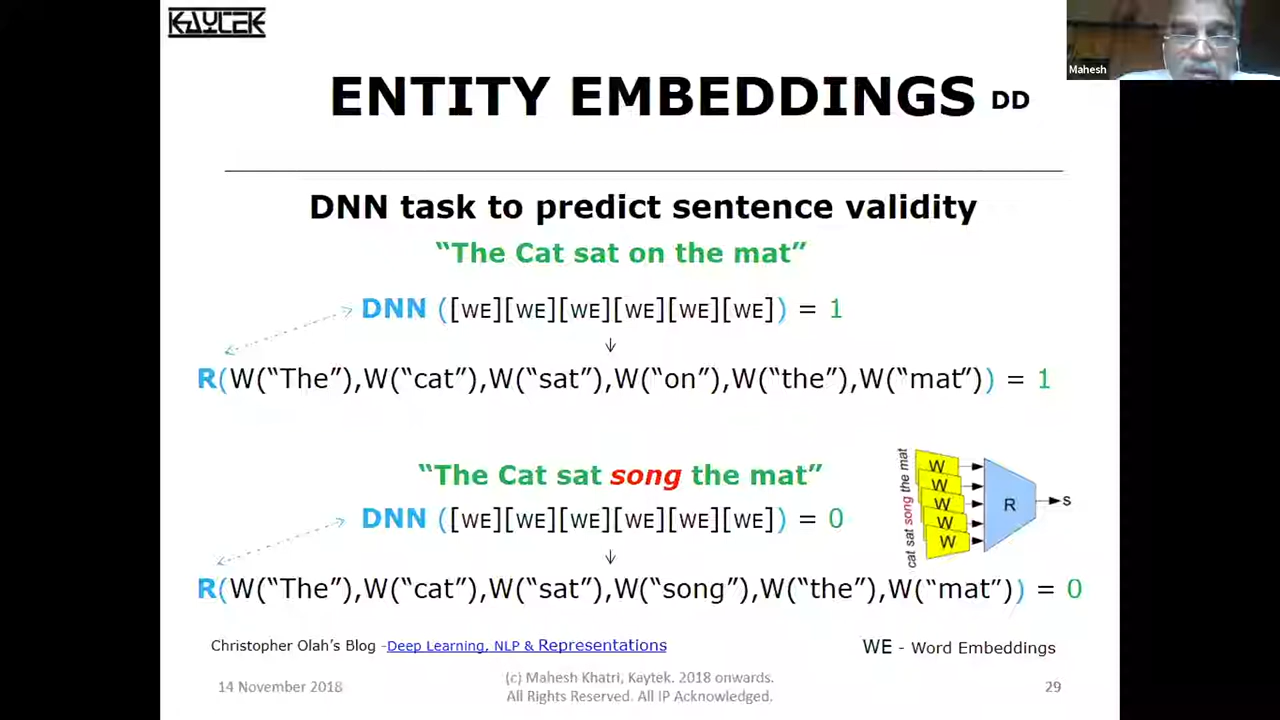 KAYTEK
Mahesh
ENTITY EMBEDDINGS DD
DNN task to predict sentence validity
“The Cat sat on the mat”
DNN ([WE][WE][WE][WE][WE][WE]) = 1
↓
R(W(“The”),W(“cat”),W(“sat”),W(“on”),W(“the”),W(“mat”)) = 1
“The Cat sat song the mat”
DNN ([WE][WE][WE][WE][WE][WE]) = 0
↓
R(W(“The”),W(“cat”),W(“sat”),W(“song”),W(“the”),W(“mat”)) = 0
cat sat song the mat
W
W
W
W
W
R
s
Christopher Olah’s Blog -Deep Learning, NLP & Representations
WE - Word Embeddings
14 November 2018
(c) Mahesh Khatri, Kaytek. 2018 onwards.
All Rights Reserved. All IP Acknowledged.
29